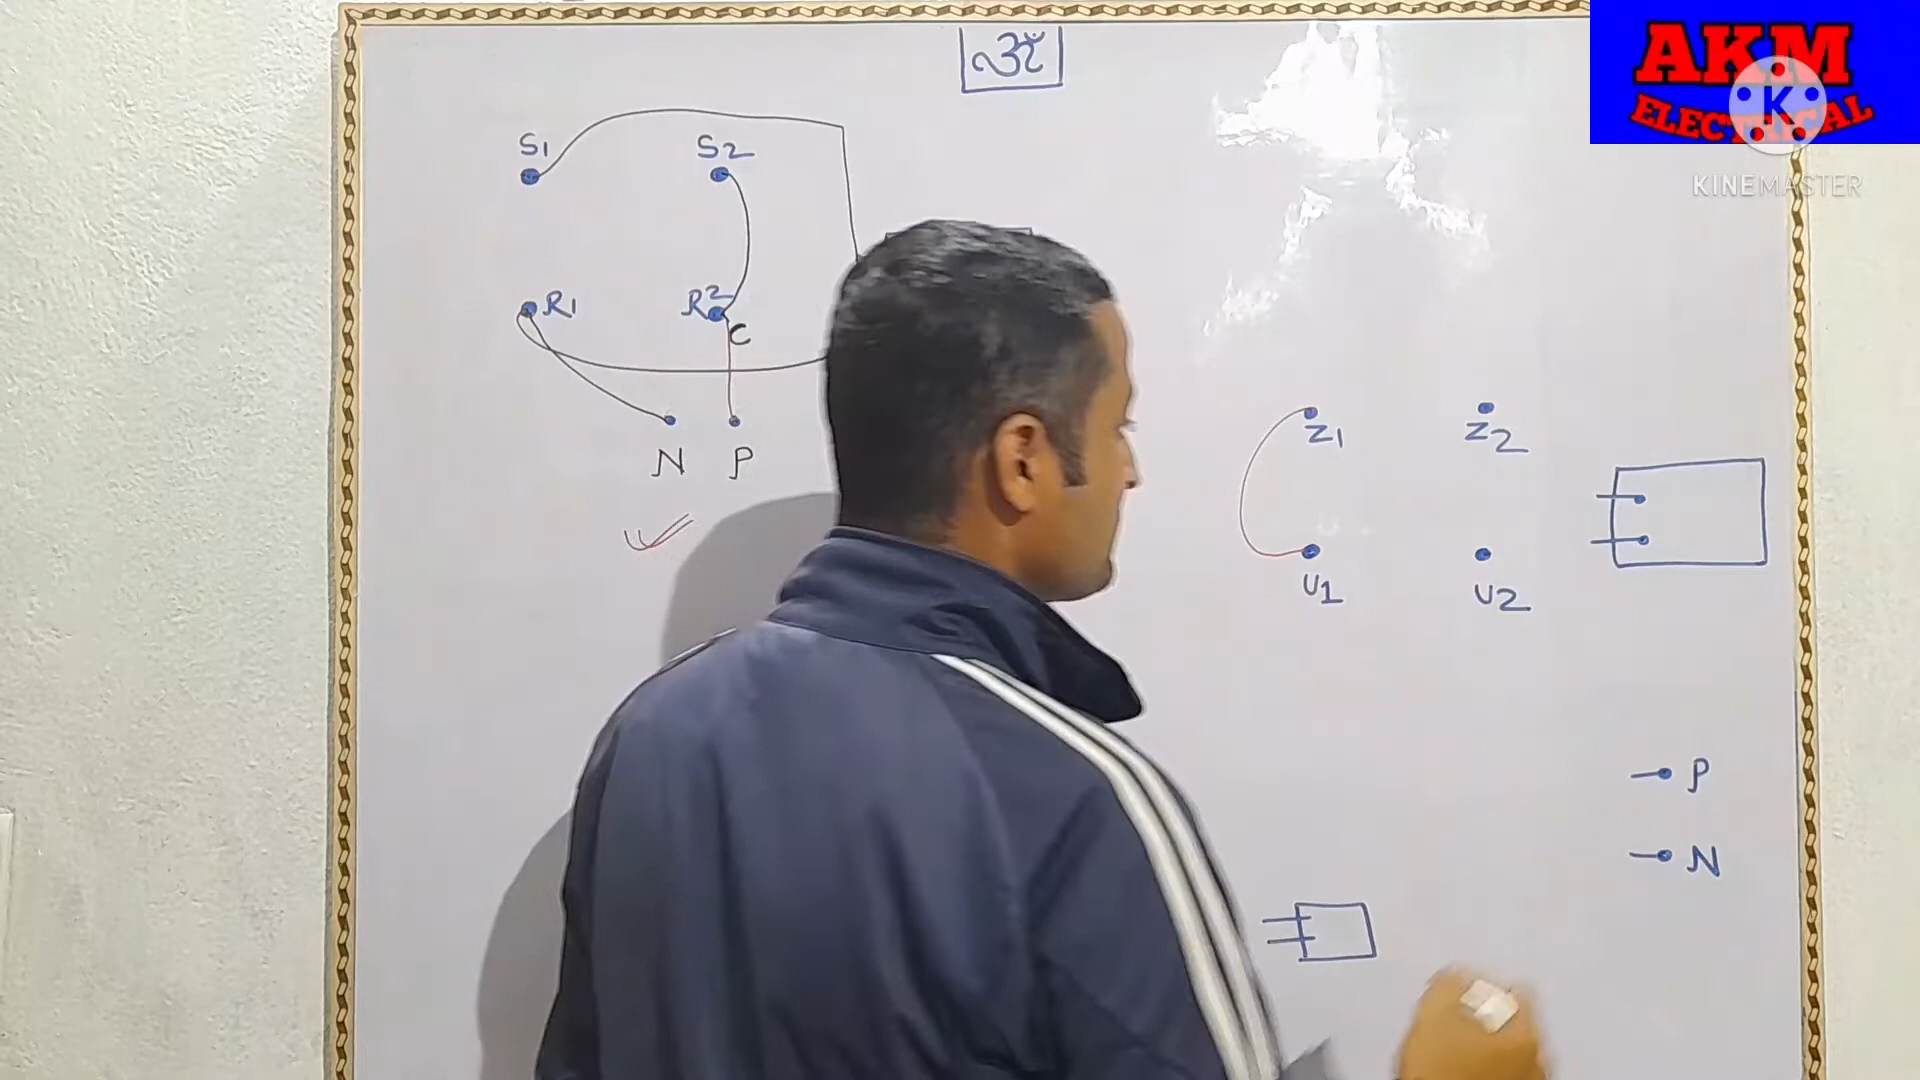 ॐ
AKM
ELECTRICAL
K
KINEMASTER
S1 S2
R1 R2
C
N P
Z1 Z2
U1 U2
P
N